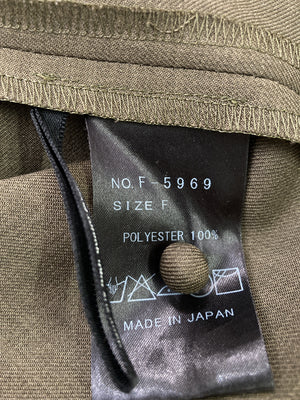 NO. F-5969
SIZE F
POLYESTER 100%
MADE IN JAPAN